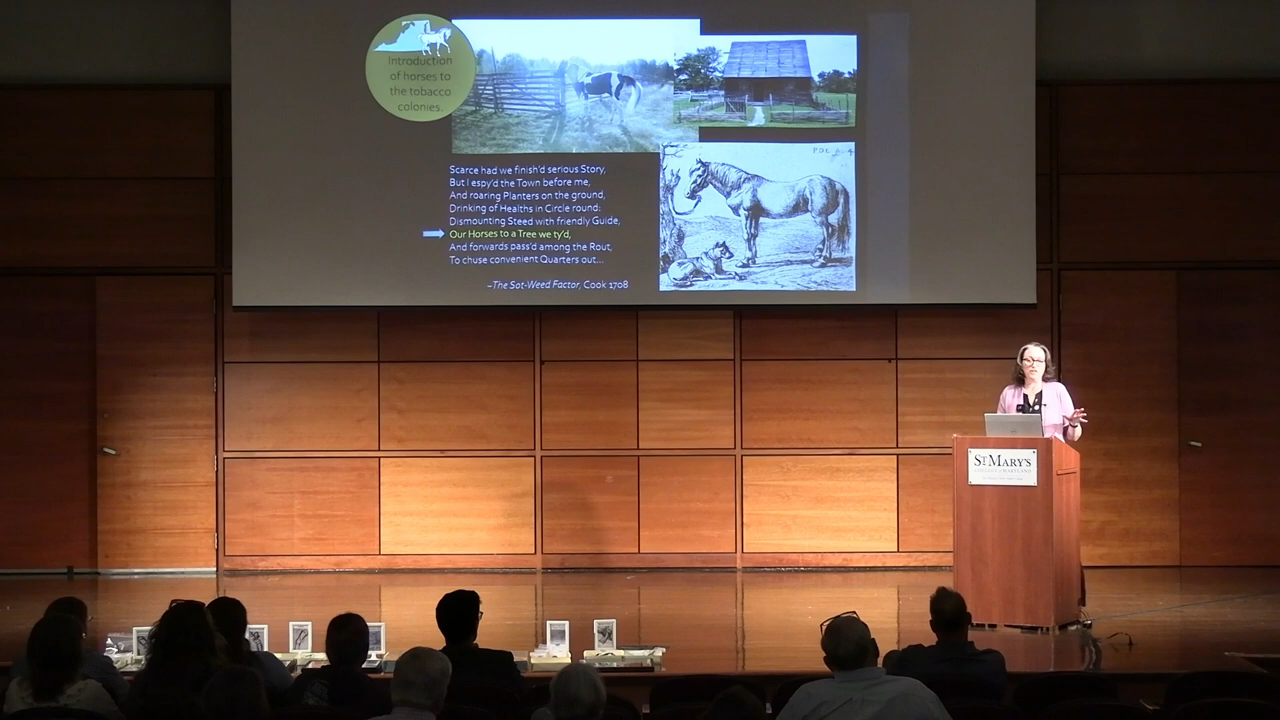 Introduction
of horses to
the tobacco
colonies.
Scarce had we finish'd serious Story,
But I espy'd the Town before me,
And roaring Planters on the ground,
Drinking of Healths in Circle round:
Dismounting Steed with friendly Guide,
Our Horses to a Tree we ty'd,
And forwards pass'd among the Rout,
To chuse convenient Quarters out...
–The Sot-Weed Factor, Cook 1708
ST MARY'S
COLLEGE of MARYLAND